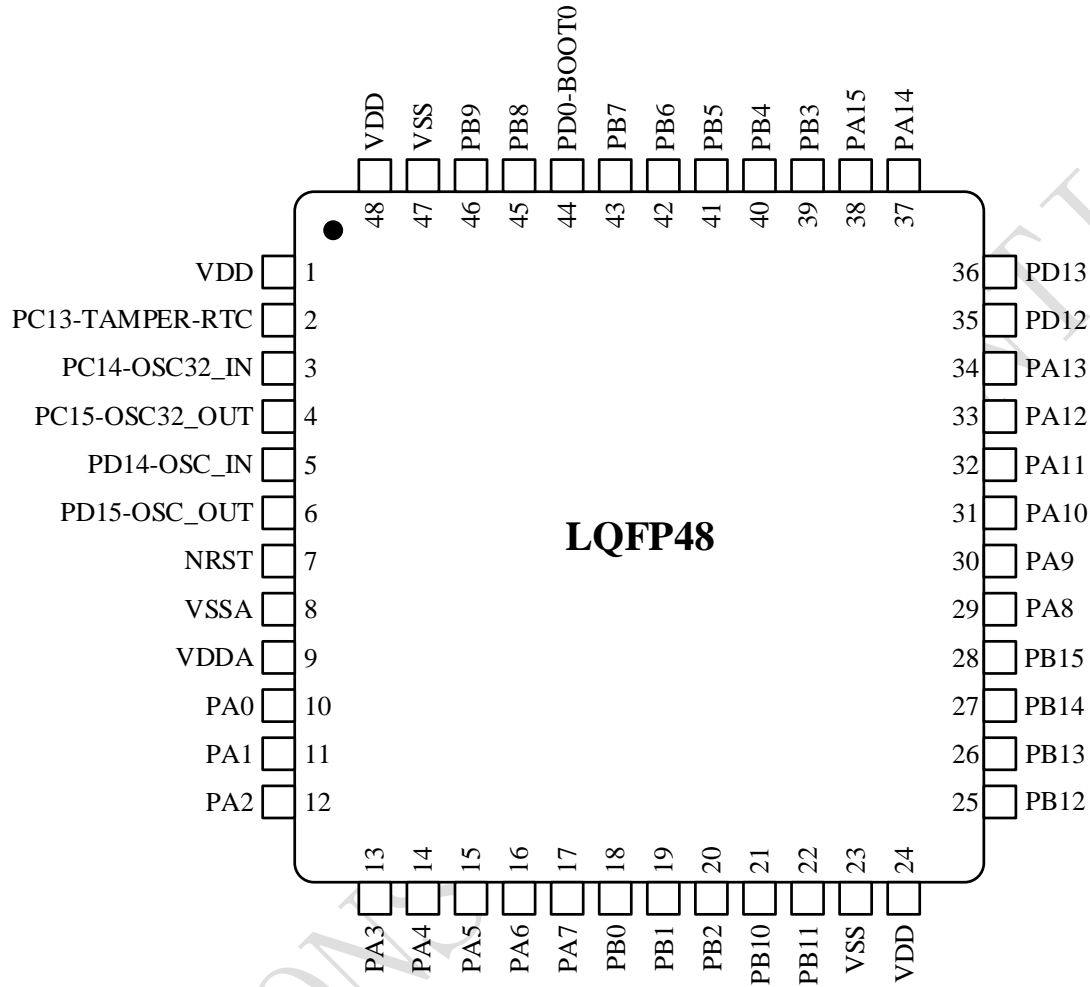 VDD
VSS
PB9
PB8
PD0-BOOT0
PB7
PB6
PB5
PB4
PB3
PA15
PA14
48
47
46
45
44
43
42
41
40
39
38
37
VDD 1
PC13-TAMPER-RTC 2
PC14-OSC32_IN 3
PC15-OSC32_OUT 4
PD14-OSC_IN 5
PD15-OSC_OUT 6
NRST 7
VSSA 8
VDDA 9
PA0 10
PA1 11
PA2 12
LQFP48
36 PD13
35 PD12
34 PA13
33 PA12
32 PA11
31 PA10
30 PA9
29 PA8
28 PB15
27 PB14
26 PB13
25 PB12
13
14
15
16
17
18
19
20
21
22
23
24
PA3
PA4
PA5
PA6
PA7
PB0
PB1
PB2
PB10
PB11
VSS
VDD